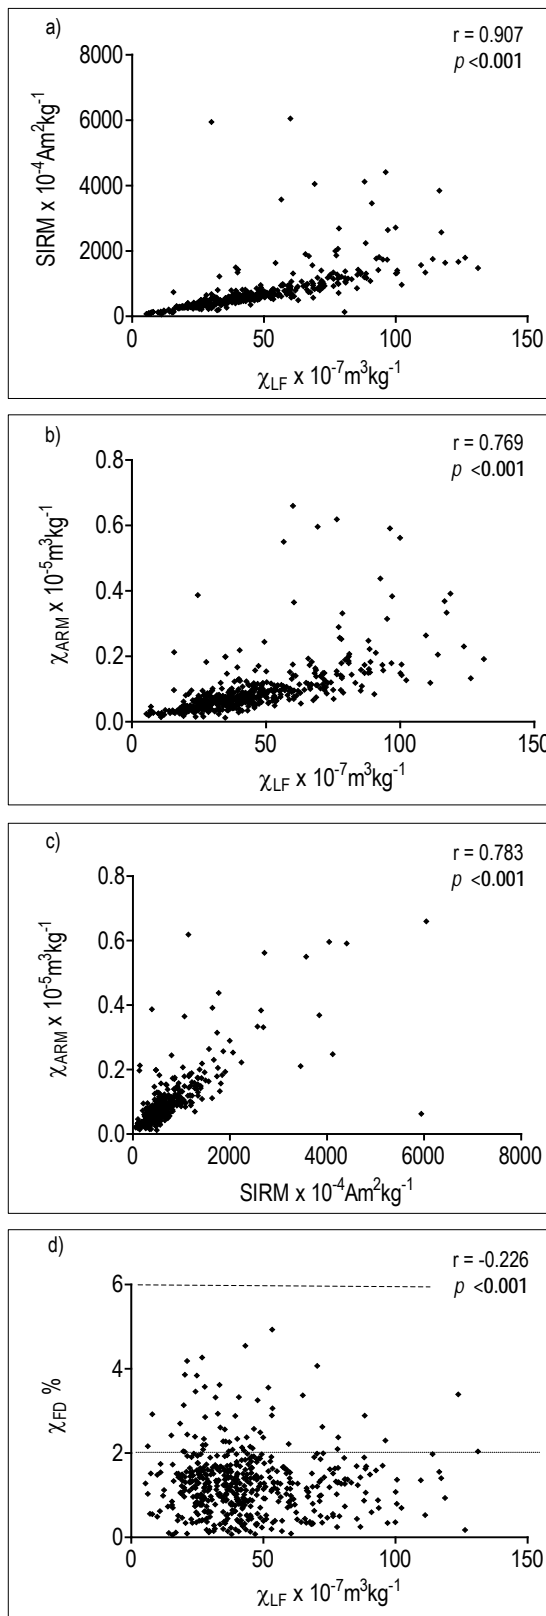 a)
r = 0.907
p <0.001
8000
6000
4000
2000
0
SIRM x 10⁻⁴Am²kg⁻¹
0 50 100 150
χLF x 10⁻⁷m³kg⁻¹
b)
r = 0.769
p <0.001
0.8
0.6
0.4
0.2
0.0
χARM x 10⁻⁵m³kg⁻¹
0 50 100 150
χLF x 10⁻⁷m³kg⁻¹
c)
r = 0.783
p <0.001
0.8
0.6
0.4
0.2
0.0
χARM x 10⁻⁵m³kg⁻¹
0 2000 4000 6000 8000
SIRM x 10⁻⁴Am²kg⁻¹
d)
r = -0.226
p <0.001
6
4
2
0
χFD %
0 50 100 150
χLF x 10⁻⁷m³kg⁻¹